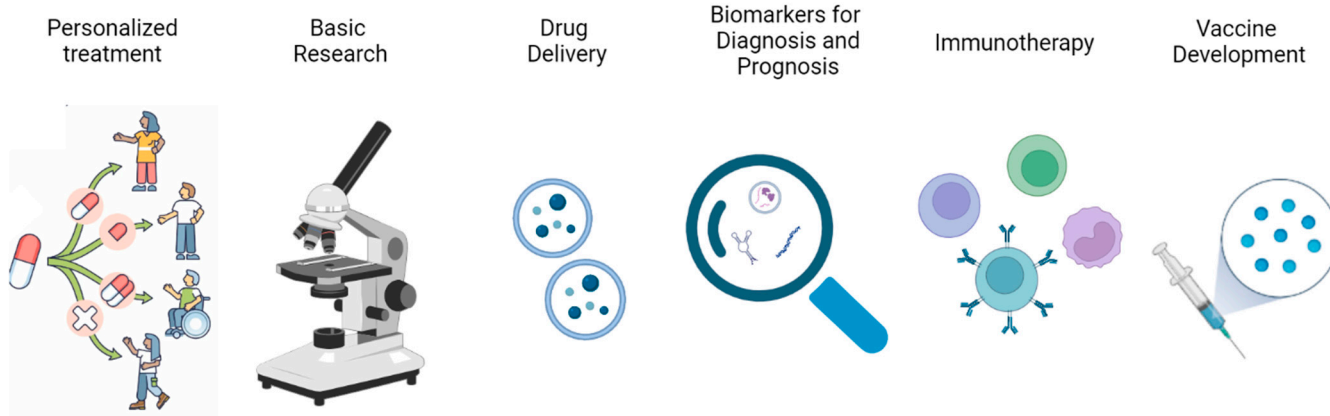 Personalized
treatment
Basic
Research
Drug
Delivery
Biomarkers for
Diagnosis and
Prognosis
Immunotherapy
Vaccine
Development